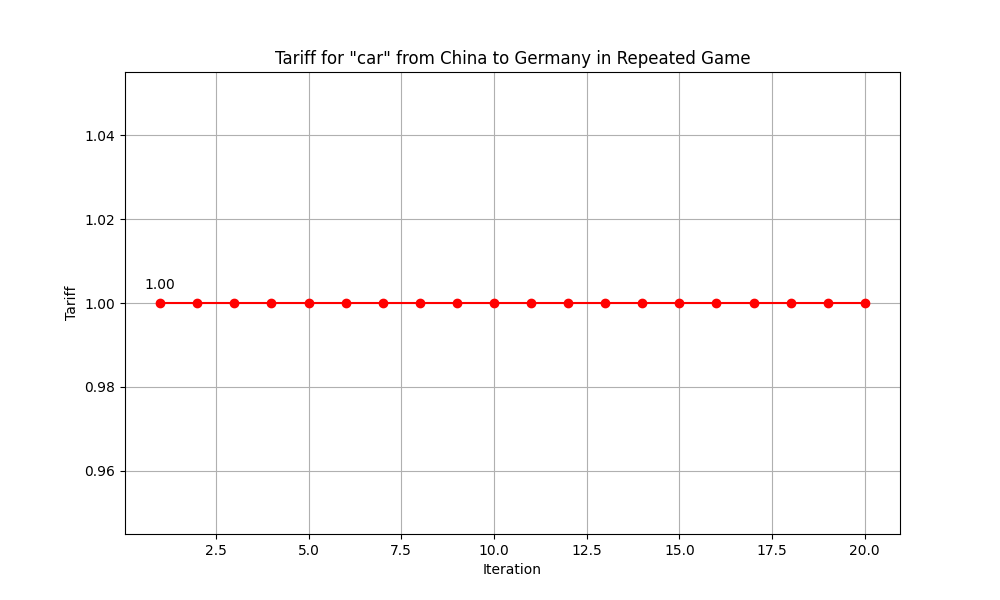 Tariff for "car" from China to Germany in Repeated Game
1.04
1.02
1.00
1.00
0.98
0.96
Tariff
2.5 5.0 7.5 10.0 12.5 15.0 17.5 20.0
Iteration